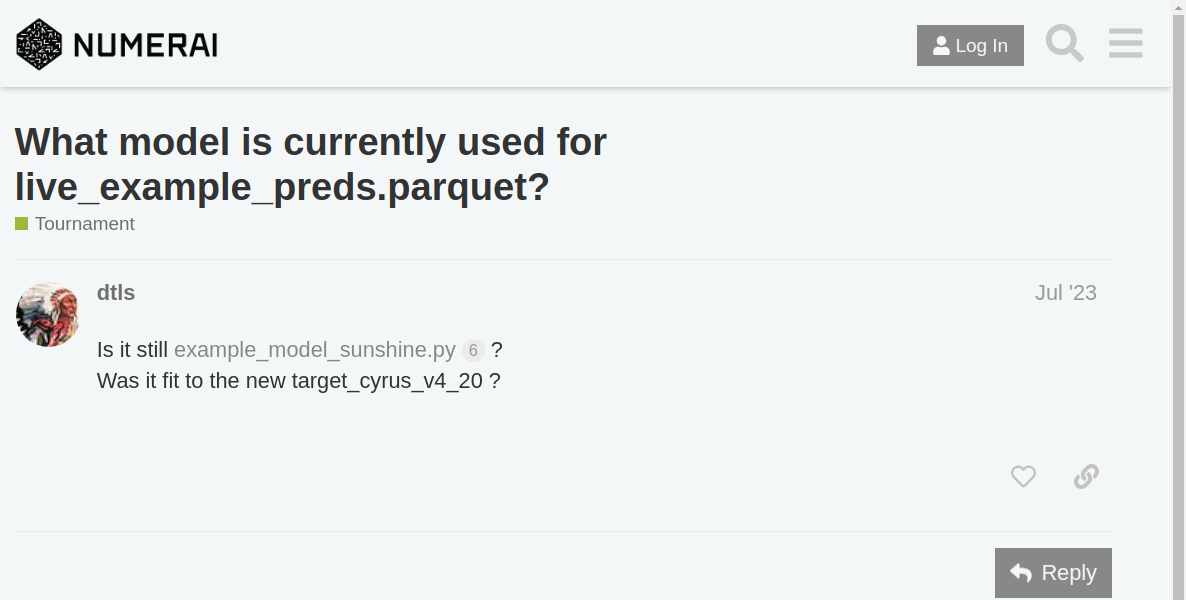 NUMERAI
Log In
What model is currently used for
live_example_preds.parquet?
Tournament
dtls
Jul '23
Is it still example_model_sunshine.py 6 ?
Was it fit to the new target_cyrus_v4_20 ?
Reply